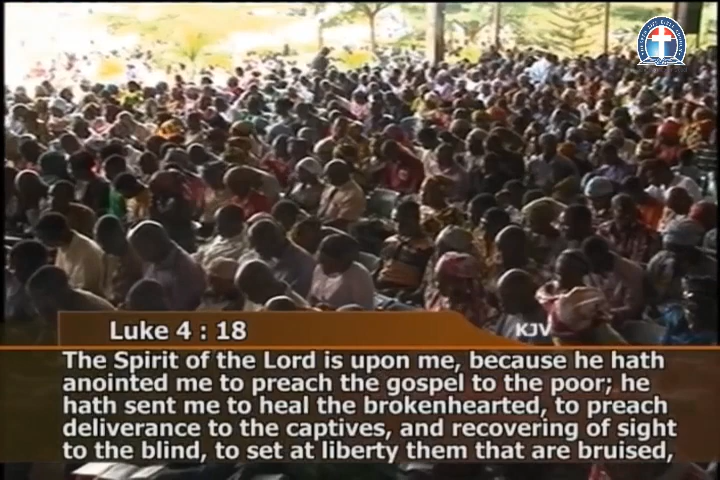 Luke 4 : 18
KJV
The Spirit of the Lord is upon me, because he hath
anointed me to preach the gospel to the poor; he
hath sent me to heal the brokenhearted, to preach
deliverance to the captives, and recovering of sight
to the blind, to set at liberty them that are bruised,